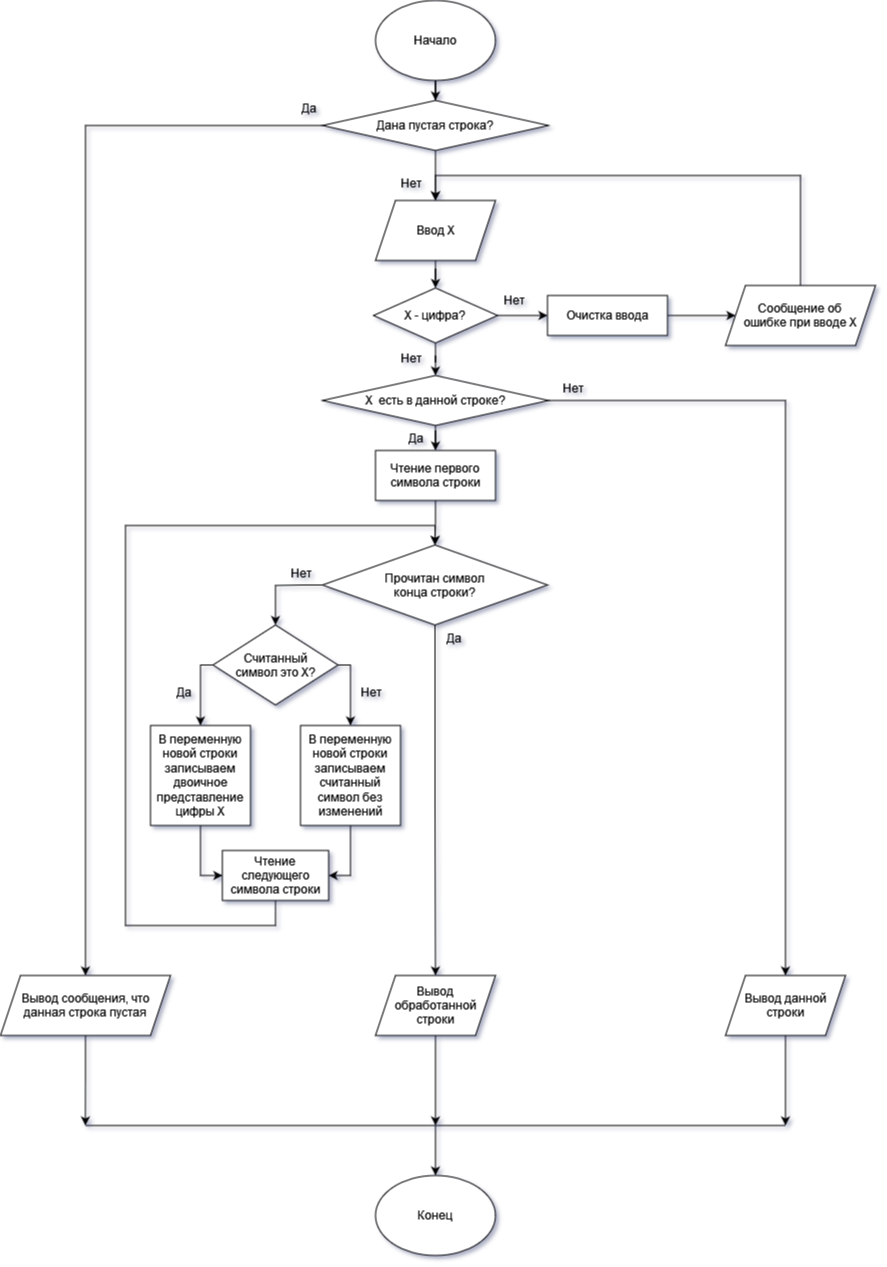 Начало
Да
Дана пустая строка?
Нет
Ввод X
X - цифра?
Нет
Очистка ввода
Сообщение об
ошибке при вводе X
Нет
X есть в данной строке?
Нет
Да
Чтение первого
символа строки
Прочитан символ
конца строки?
Нет
Да
Считанный
символ это X?
Да
Нет
В переменную
новой строки
записываем
двоичное
представление
цифры X
В переменную
новой строки
записываем
считанный
символ без
изменений
Чтение
следующего
символа строки
Вывод сообщения, что
данная строка пустая
Вывод
обработанной
строки
Вывод данной
строки
Конец